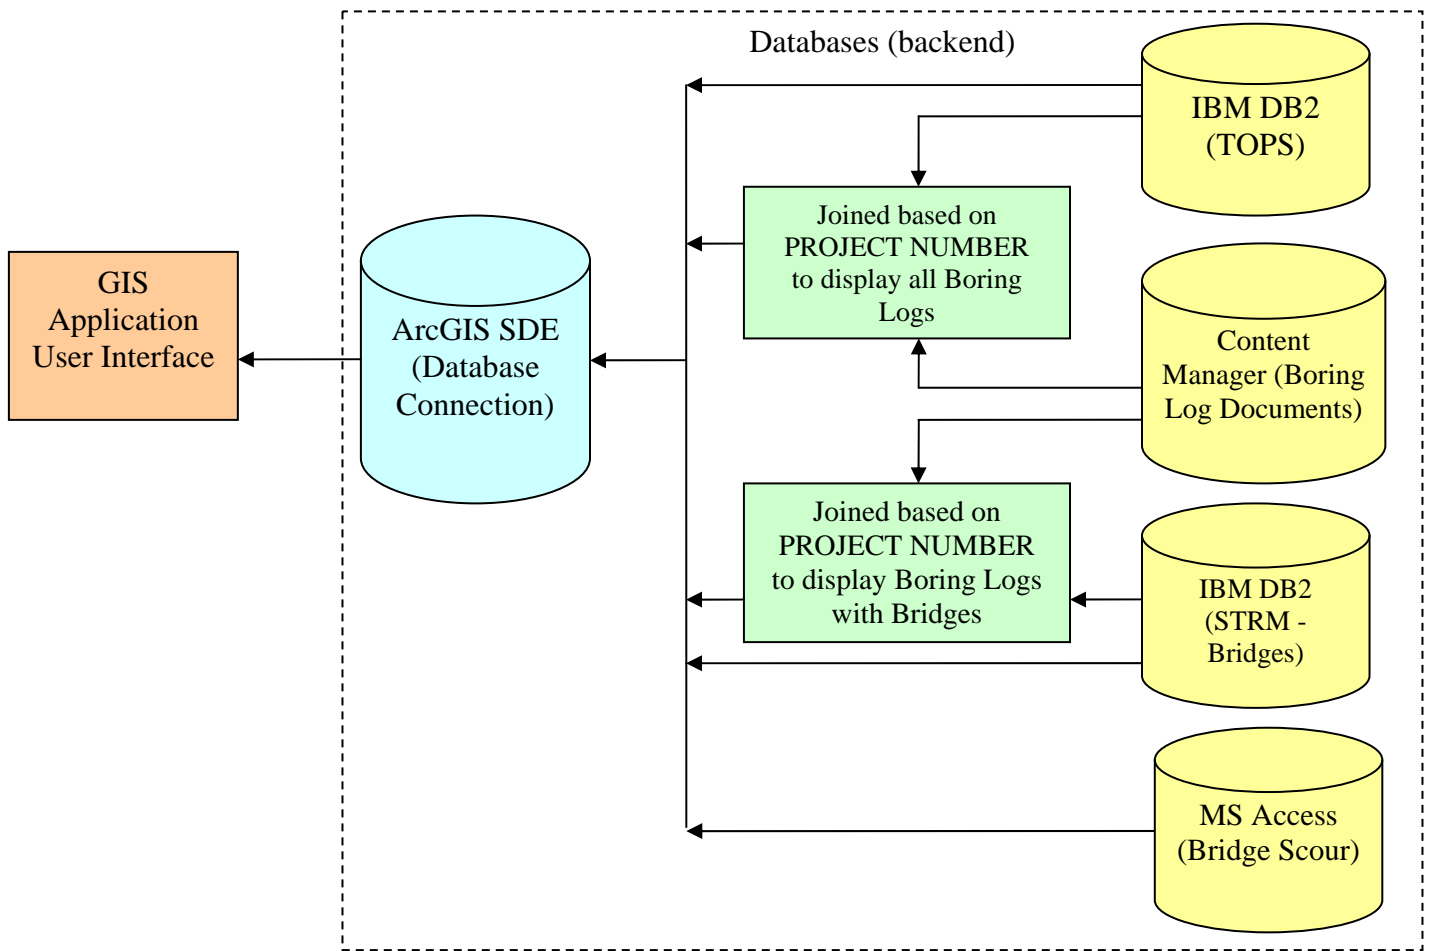 Databases (backend)
IBM DB2
(TOPS)
Joined based on
PROJECT NUMBER
to display all Boring
Logs
GIS
Application
User Interface
ArcGIS SDE
(Database
Connection)
Content
Manager (Boring
Log Documents)
Joined based on
PROJECT NUMBER
to display Boring Logs
with Bridges
IBM DB2
(STRM -
Bridges)
MS Access
(Bridge Scour)